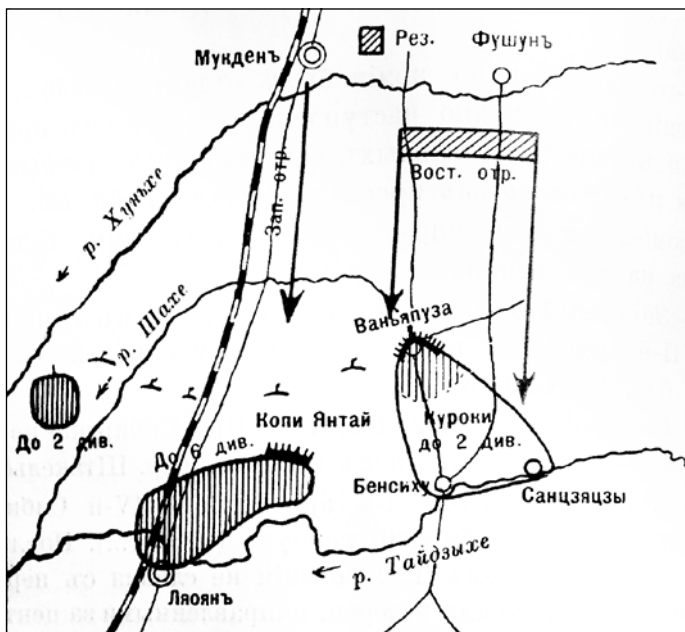 Мукденъ
Рез.
Фушунъ
Вост. отр.
Зап. отр.
р. Хуньхе
р. Шахе
Ваньяпуза
До 2 див.
Копи Янтай
До 6 див.
Куроки
до 2 див.
Бенсиху
Санцзяцзы
р. Тайдзыхе
Ляоянъ